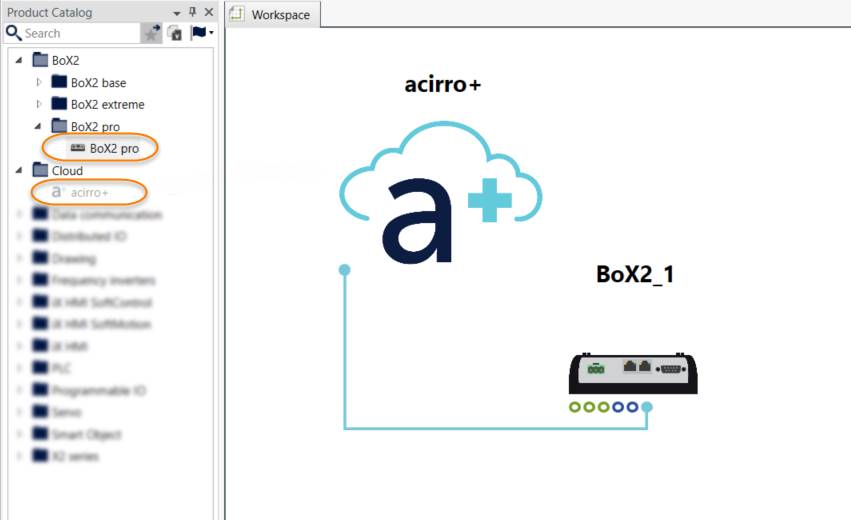 Product Catalog
Search
BoX2
BoX2 base
BoX2 extreme
BoX2 pro
BoX2 pro
Cloud
a+ acirro+
Data communication
Distributed IO
Drawing
Frequency inverters
iX HMI SoftControl
iX HMI SoftMotion
iX HMI
PLC
Programmable IO
Servo
Smart Object
X2 series
Workspace
acirro+
a+
BoX2_1